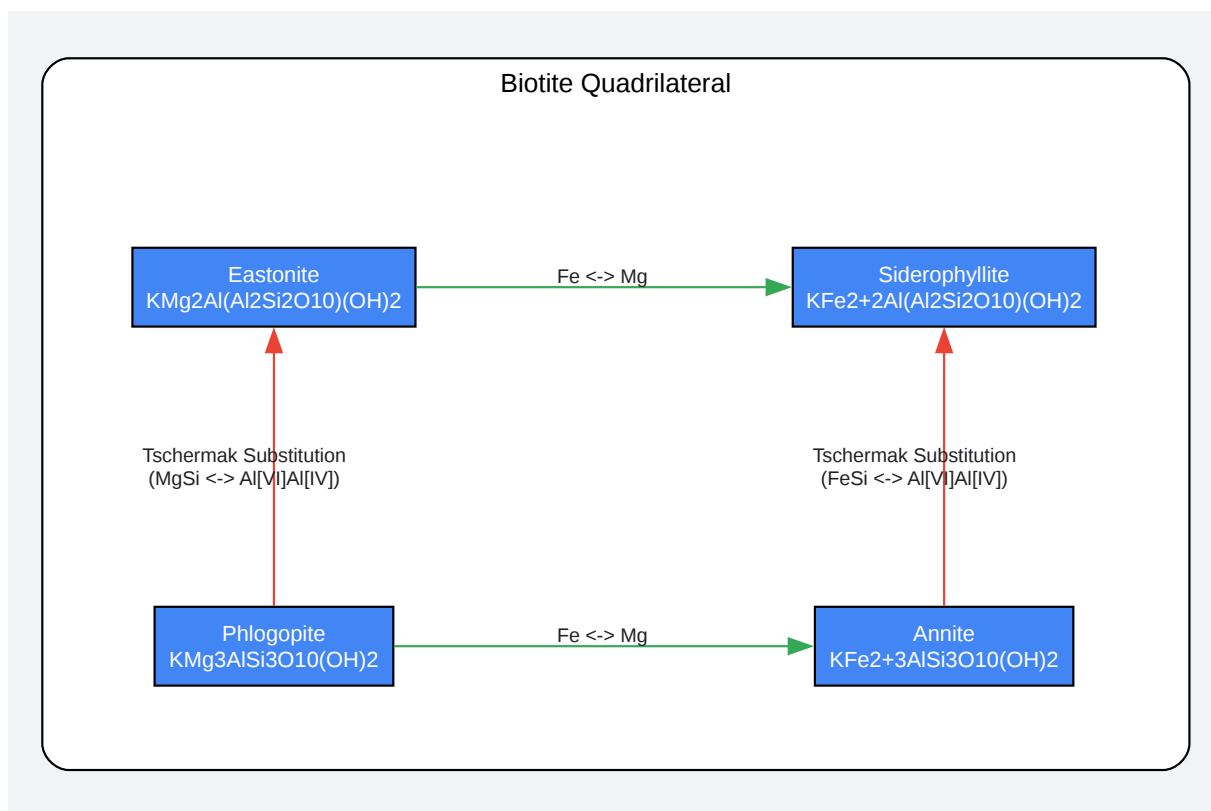 Biotite Quadrilateral
Eastonite
KMg2Al(Al2Si2O10)(OH)2
Fe <-> Mg
Siderophyllite
KFe2+2Al(Al2Si2O10)(OH)2
Tschermak Substitution
(MgSi <-> Al[VI]Al[IV])
Tschermak Substitution
(FeSi <-> Al[VI]Al[IV])
Phlogopite
KMg3AlSi3O10(OH)2
Fe <-> Mg
Annite
KFe2+3AlSi3O10(OH)2